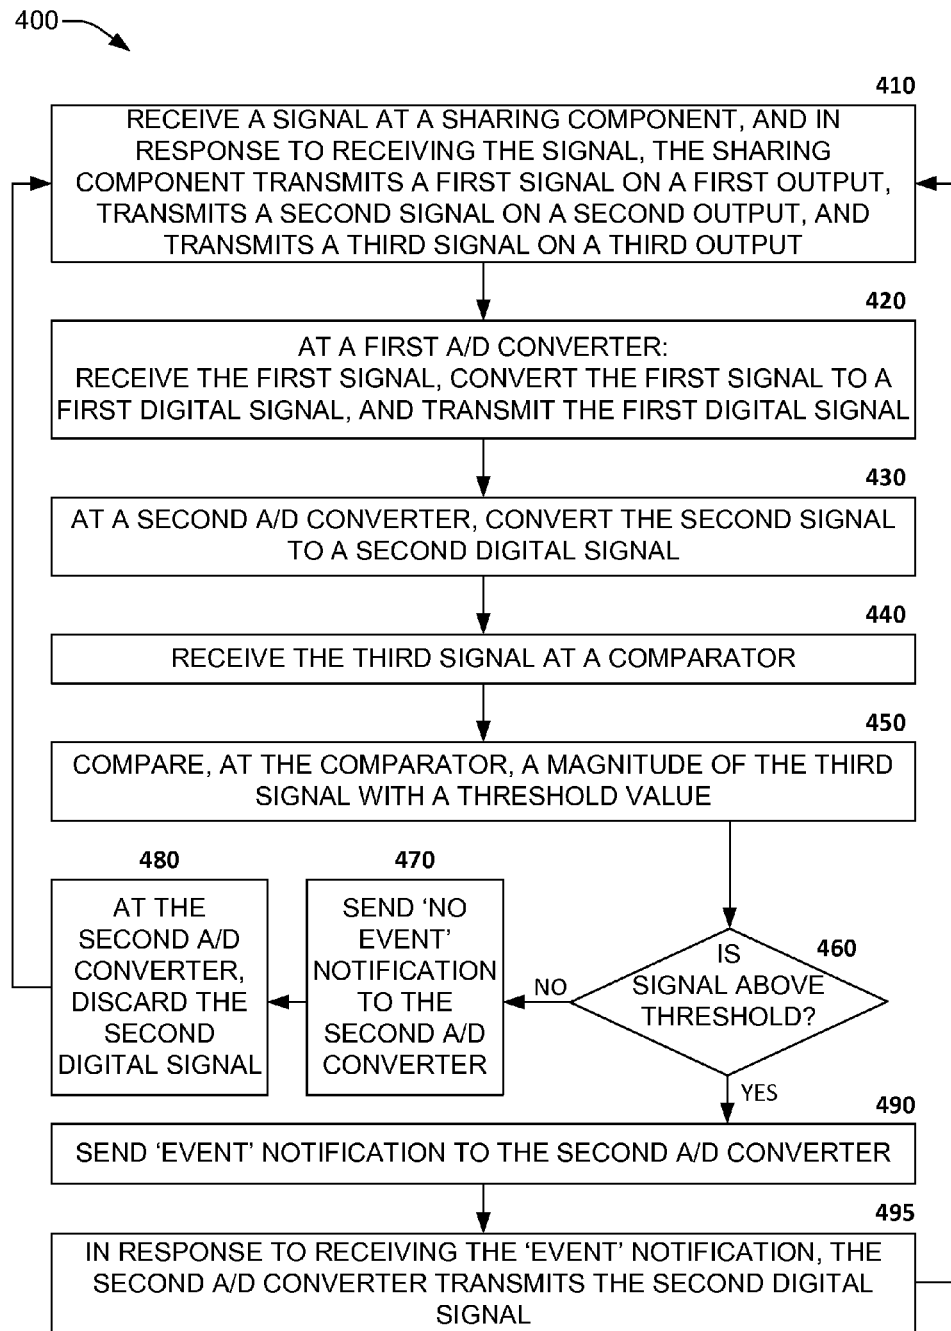 400
410
RECEIVE A SIGNAL AT A SHARING COMPONENT, AND IN
RESPONSE TO RECEIVING THE SIGNAL, THE SHARING
COMPONENT TRANSMITS A FIRST SIGNAL ON A FIRST OUTPUT,
TRANSMITS A SECOND SIGNAL ON A SECOND OUTPUT, AND
TRANSMITS A THIRD SIGNAL ON A THIRD OUTPUT
420
AT A FIRST A/D CONVERTER:
RECEIVE THE FIRST SIGNAL, CONVERT THE FIRST SIGNAL TO A
FIRST DIGITAL SIGNAL, AND TRANSMIT THE FIRST DIGITAL SIGNAL
430
AT A SECOND A/D CONVERTER, CONVERT THE SECOND SIGNAL
TO A SECOND DIGITAL SIGNAL
440
RECEIVE THE THIRD SIGNAL AT A COMPARATOR
450
COMPARE, AT THE COMPARATOR, A MAGNITUDE OF THE THIRD
SIGNAL WITH A THRESHOLD VALUE
460
IS
SIGNAL ABOVE
THRESHOLD?
NO
470
SEND ‘NO
EVENT’
NOTIFICATION
TO THE
SECOND A/D
CONVERTER
480
AT THE
SECOND A/D
CONVERTER,
DISCARD THE
SECOND
DIGITAL SIGNAL
YES
490
SEND ‘EVENT’ NOTIFICATION TO THE SECOND A/D CONVERTER
495
IN RESPONSE TO RECEIVING THE ‘EVENT’ NOTIFICATION, THE
SECOND A/D CONVERTER TRANSMITS THE SECOND DIGITAL
SIGNAL